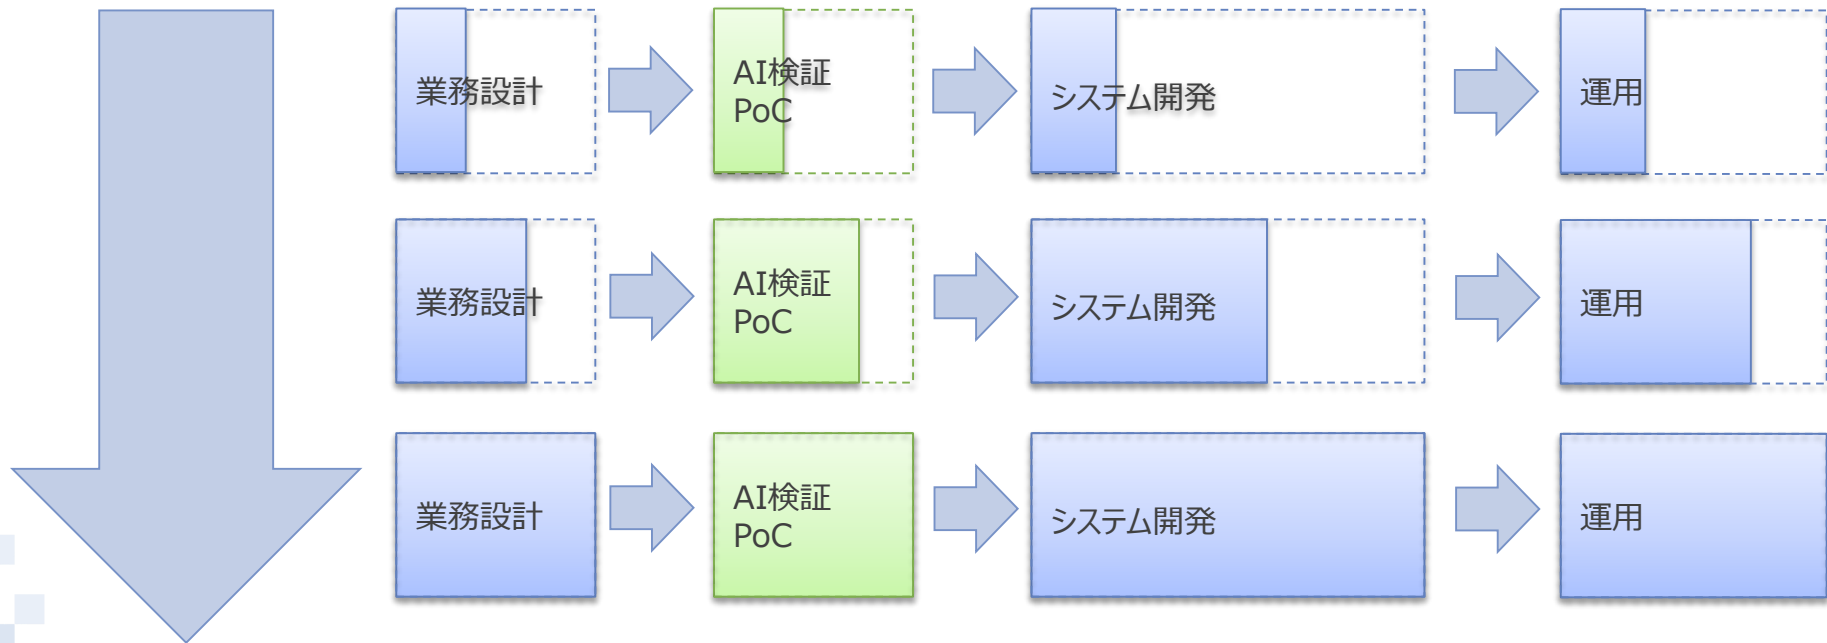 業務設計
AI検証
PoC
システム開発
運用
業務設計
AI検証
PoC
システム開発
運用
業務設計
AI検証
PoC
システム開発
運用